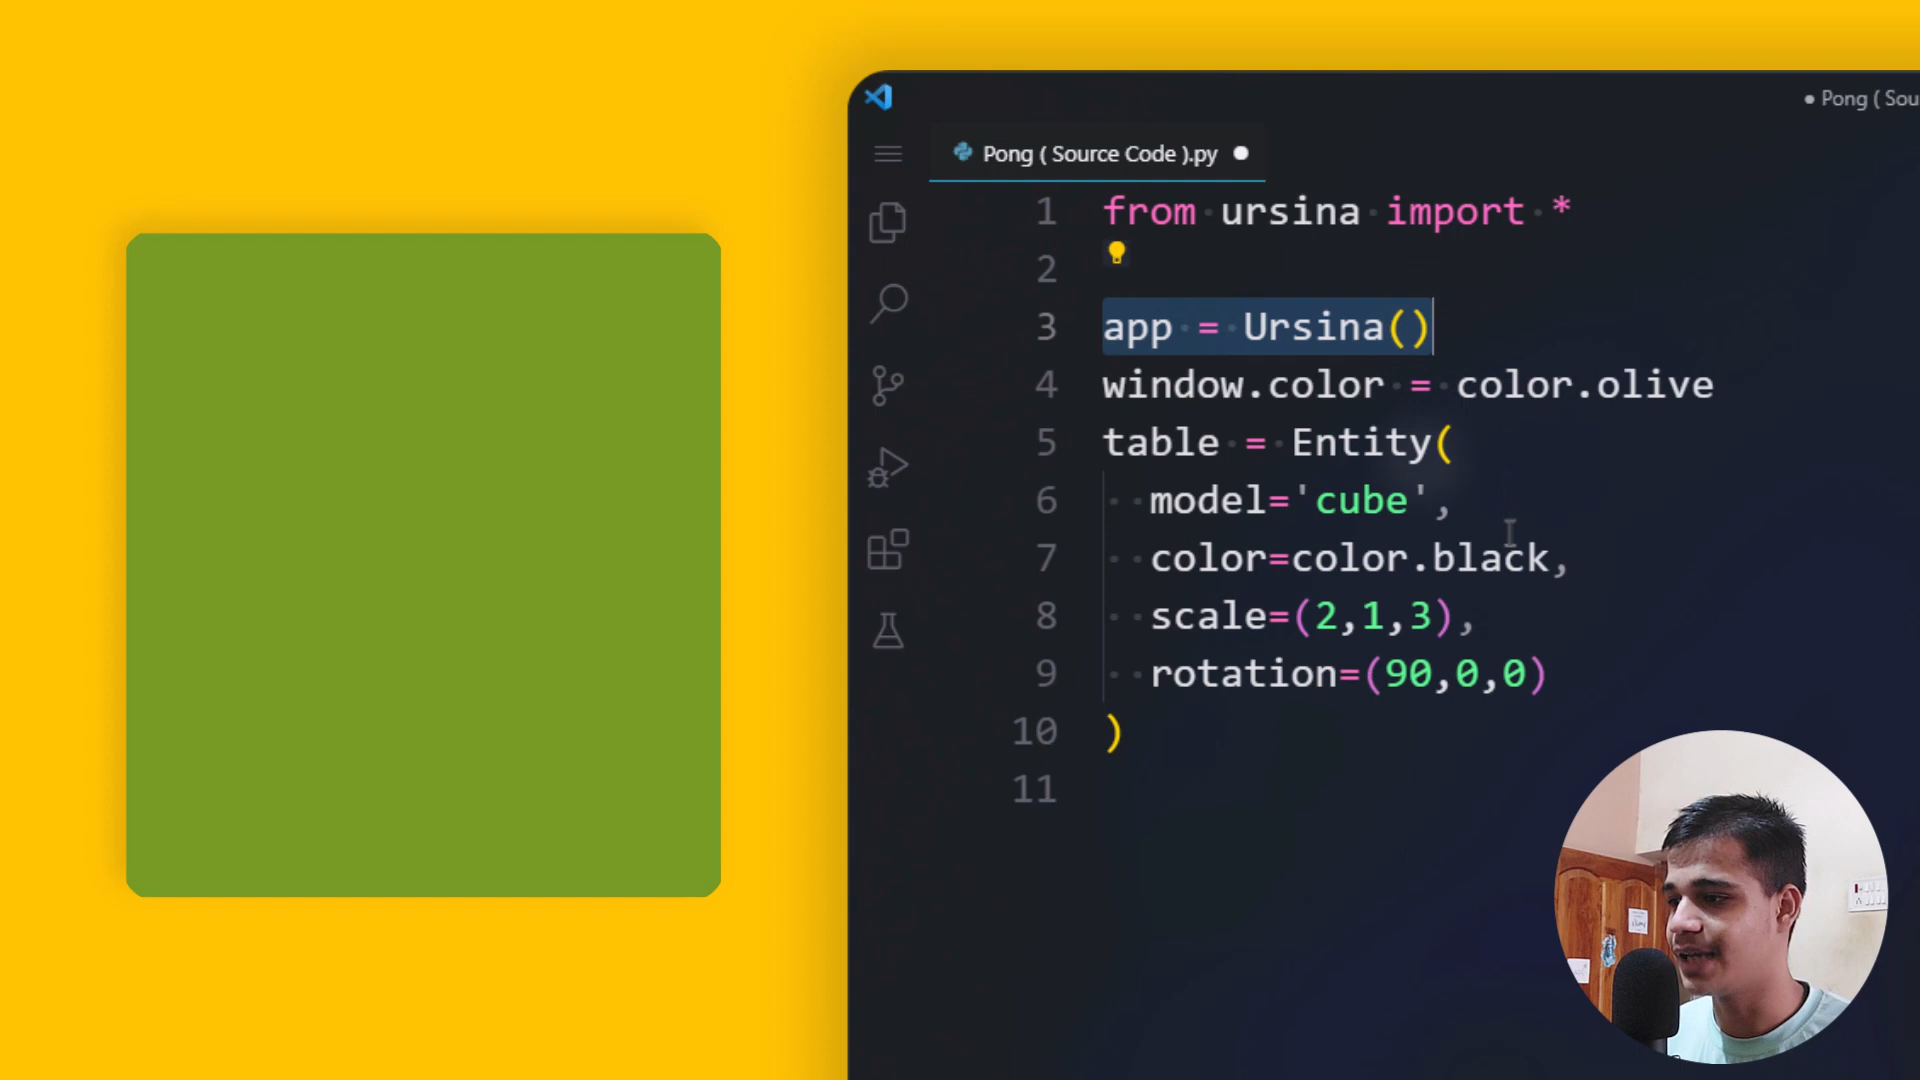 ● Pong ( Sou
Pong ( Source Code ).py
1 from ursina import *
2
3 app = Ursina()
4 window.color = color.olive
5 table = Entity(
6 model='cube',
7 color=color.black,
8 scale=(2,1,3),
9 rotation=(90,0,0)
10 )
11